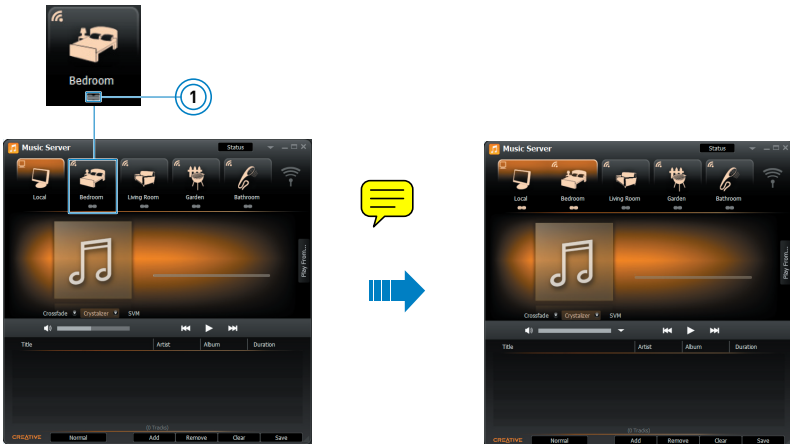 Bedroom
1
Music Server Status
Local Bedroom Living Room Garden Bathroom
Play From...
Crossfade Crystalizer SVM
Title Artist Album Duration
[0 Tracks]
CREATIVE Normal Add Remove Clear Save
Music Server Status
Local Bedroom Living Room Garden Bathroom
Play From...
Crossfade Crystalizer SVM
Title Artist Album Duration
[0 Tracks]
CREATIVE Normal Add Remove Clear Save